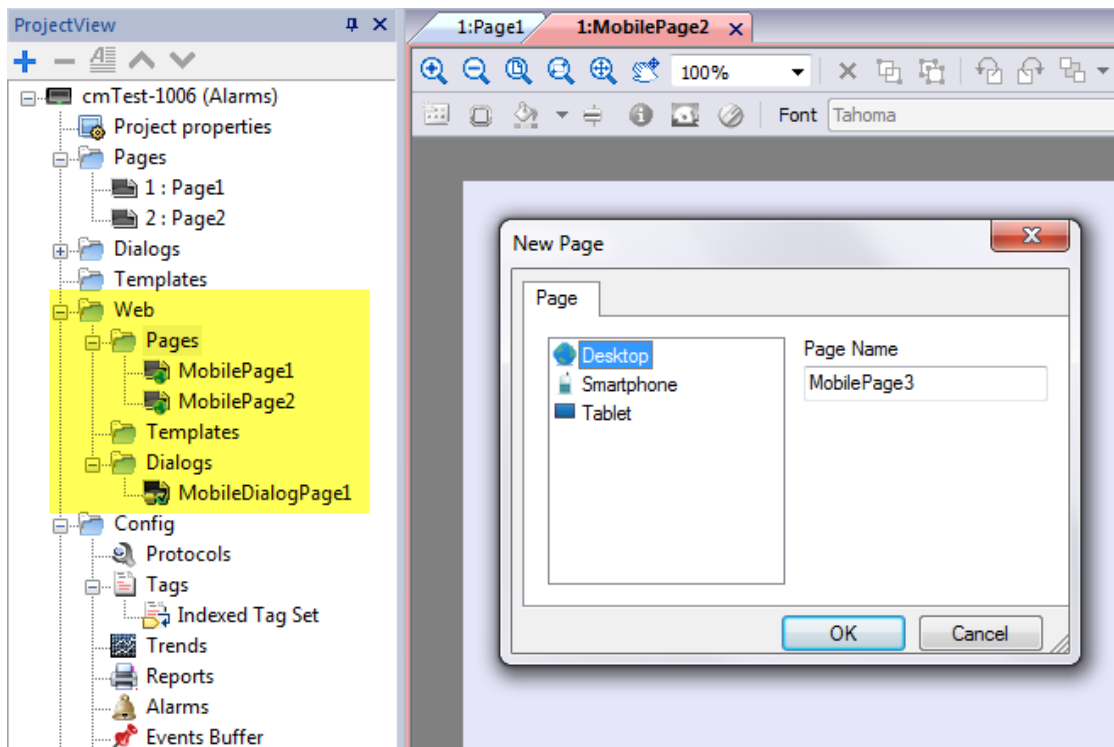 ProjectView
cmTest-1006 (Alarms)
Project properties
Pages
1 : Page1
2 : Page2
Dialogs
Templates
Web
Pages
MobilePage1
MobilePage2
Templates
Dialogs
MobileDialogPage1
Config
Protocols
Tags
Indexed Tag Set
Trends
Reports
Alarms
Events Buffer
1:Page1 1:MobilePage2
100%
Font Tahoma
New Page
Page
Desktop
Smartphone
Tablet
Page Name
MobilePage3
OK Cancel